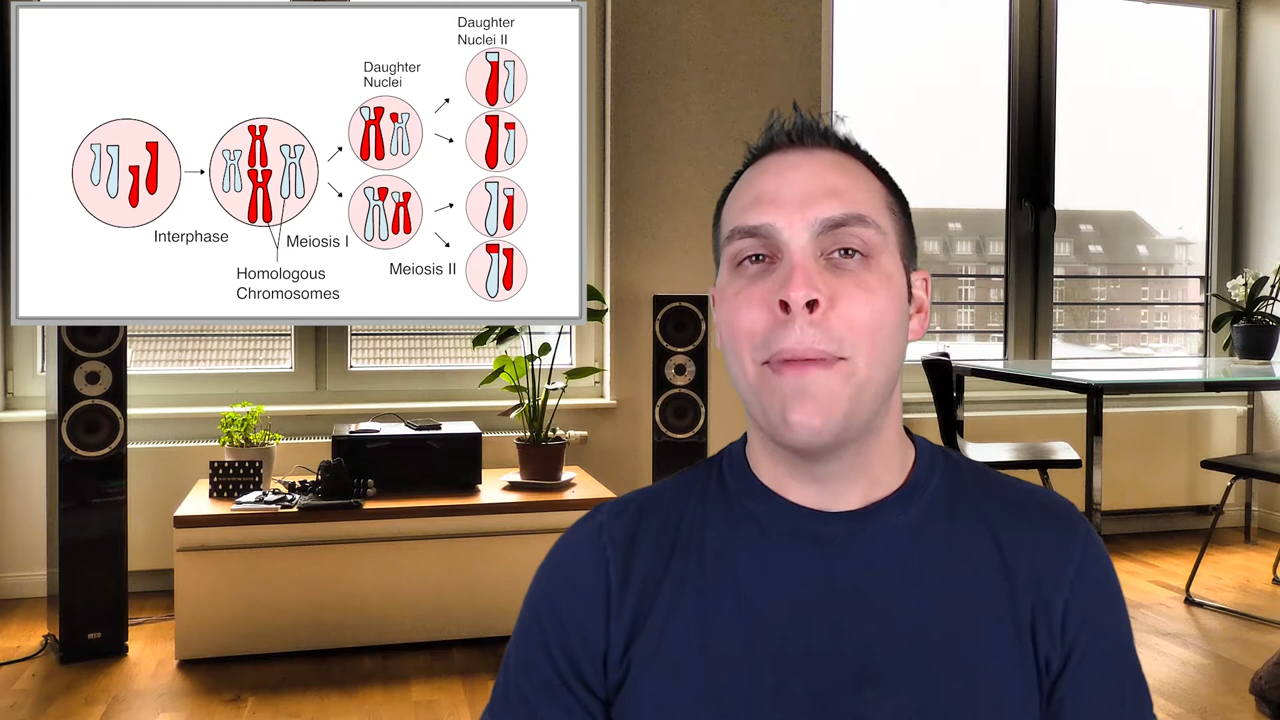 Daughter
Nuclei II
Daughter
Nuclei
Interphase
Meiosis I
Meiosis II
Homologous
Chromosomes